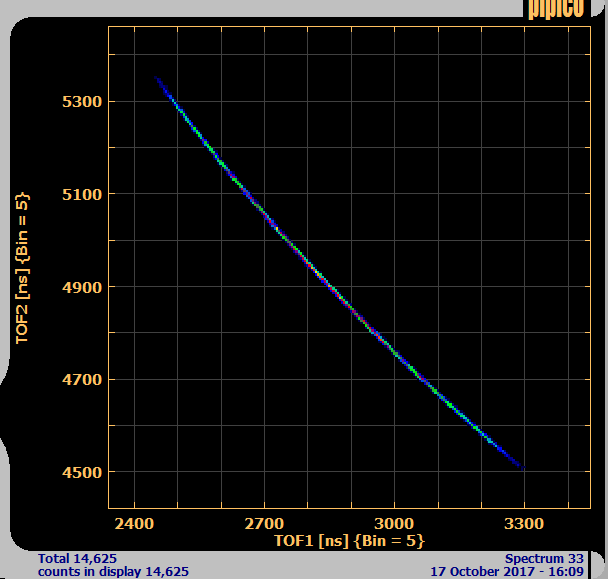 pipico
5300
5100
4900
4700
4500
TOF2 [ns] {Bin = 5}
2400 2700 3000 3300
TOF1 [ns] {Bin = 5}
Total 14,625
counts in display 14,625
Spectrum 33
17 October 2017 - 16:09